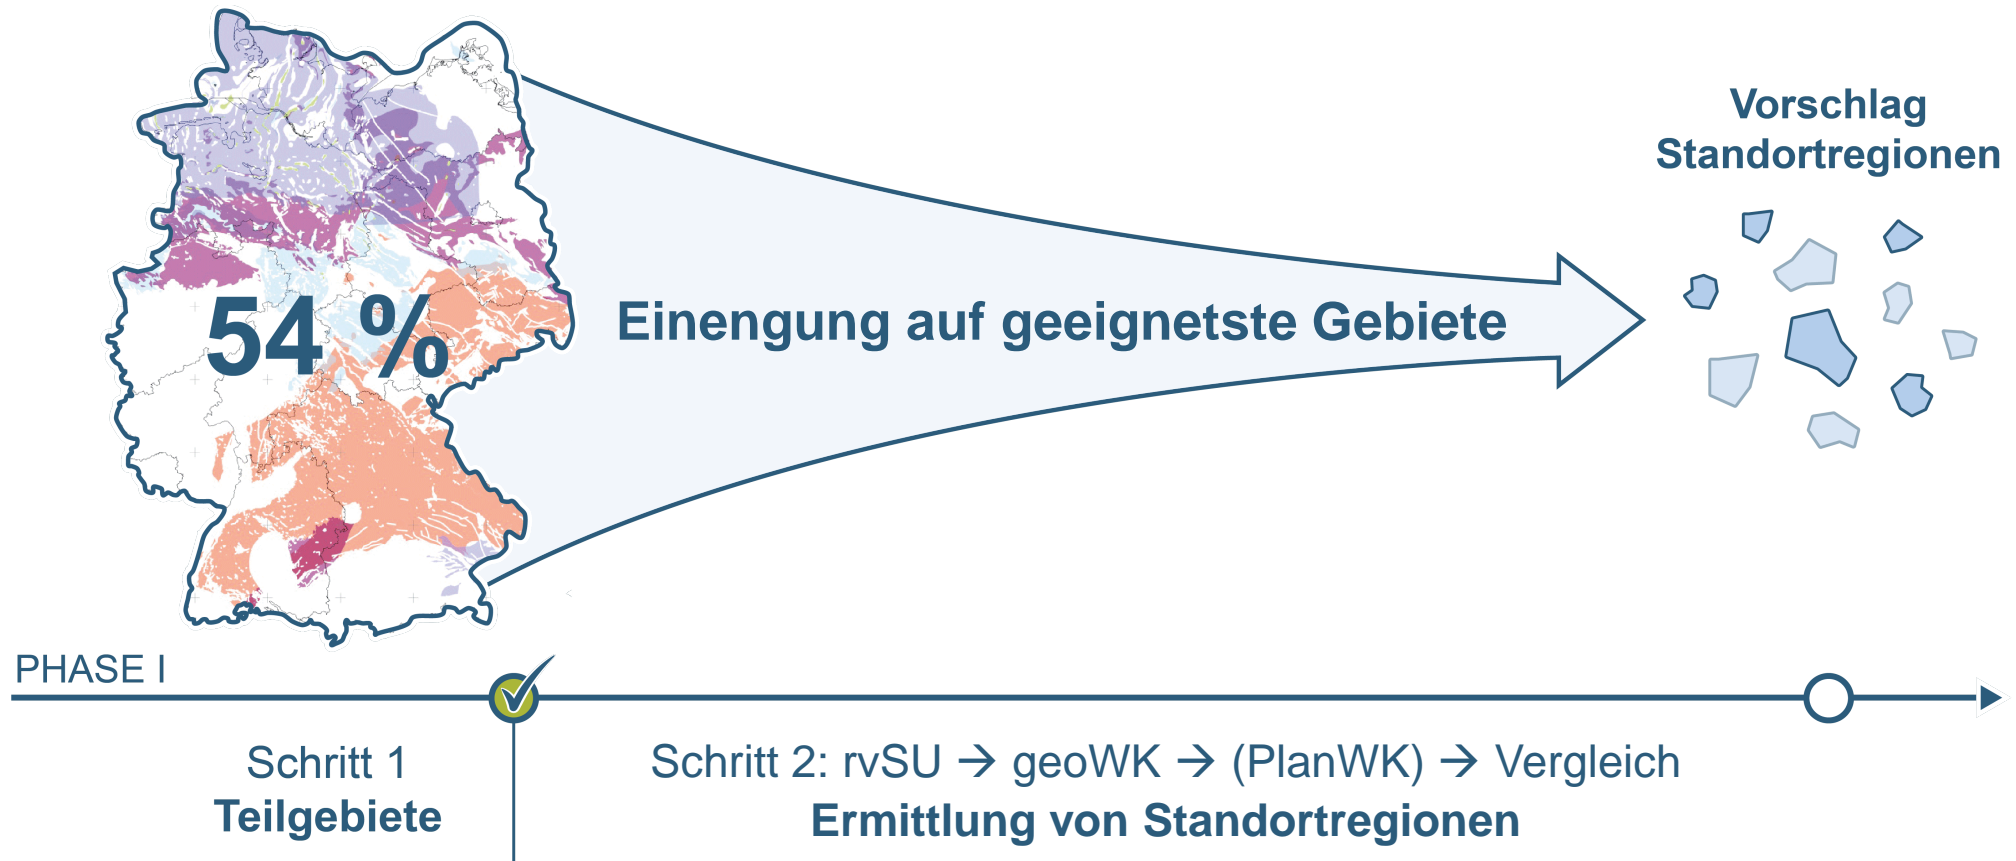 Vorschlag
Standortregionen
54 %
Einengung auf geeignetste Gebiete
PHASE I
Schritt 1
Teilgebiete
Schritt 2: rvSU → geoWK → (PlanWK) → Vergleich
Ermittlung von Standortregionen